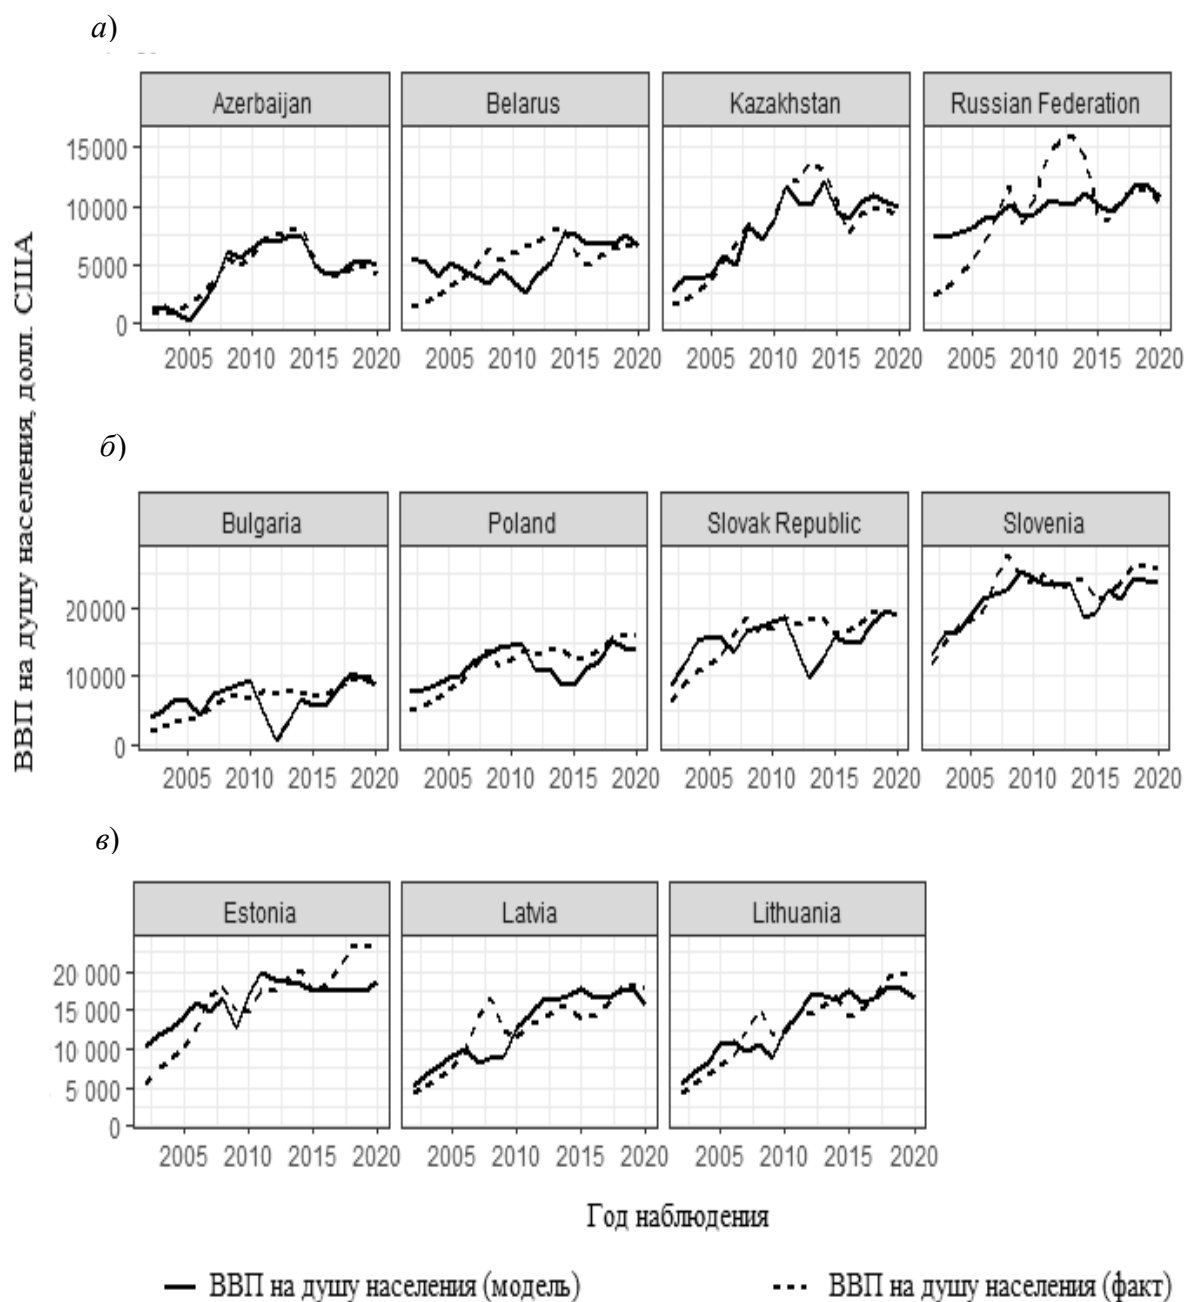 а)
Azerbaijan Belarus Kazakhstan Russian Federation
15000
10000
5000
0
2005 2010 2015 2020 2005 2010 2015 2020 2005 2010 2015 2020 2005 2010 2015 2020
ВВП на душу населения, долл. США
б)
Bulgaria Poland Slovak Republic Slovenia
20000
10000
0
2005 2010 2015 2020 2005 2010 2015 2020 2005 2010 2015 2020 2005 2010 2015 2020
в)
Estonia Latvia Lithuania
20 000
15 000
10 000
5 000
0
2005 2010 2015 2020 2005 2010 2015 2020 2005 2010 2015 2020
Год наблюдения
ВВП на душу населения (модель) ВВП на душу населения (факт)